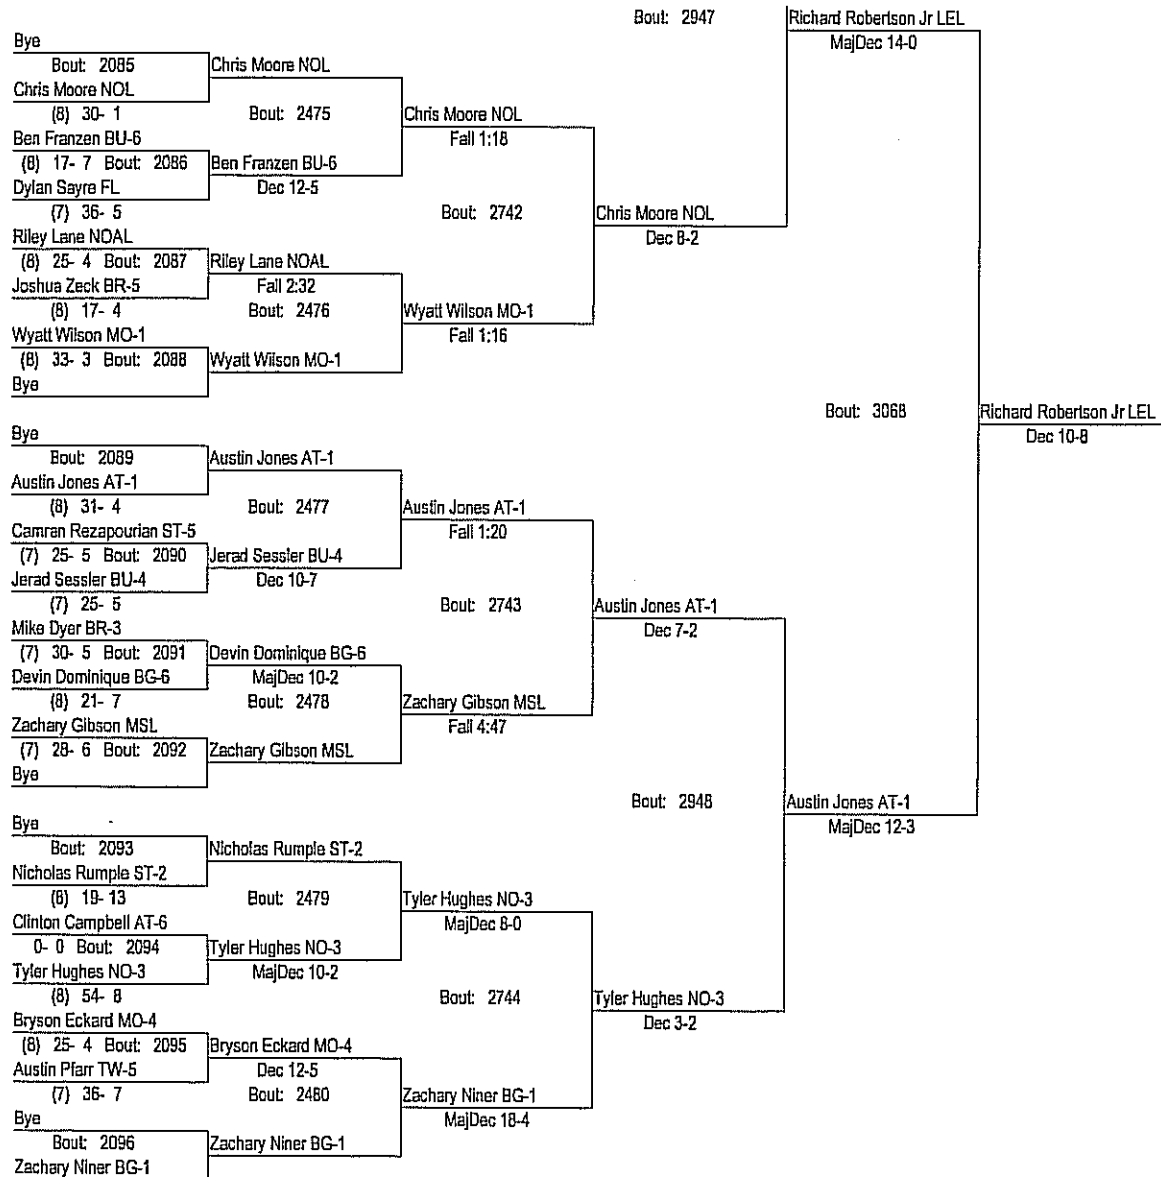 Bout: 2947
Richard Robertson Jr LEL
MajDec 14-0
Bye
Bout: 2085
Chris Moore NOL
Chris Moore NOL
(8) 30- 1
Bout: 2475
Chris Moore NOL
Fall 1:18
Ben Franzen BU-6
(8) 17- 7 Bout: 2086
Ben Franzen BU-6
Dec 12-5
Dylan Sayre FL
(7) 36- 5
Bout: 2742
Chris Moore NOL
Dec 8-2
Riley Lane NOAL
(8) 25- 4 Bout: 2087
Riley Lane NOAL
Fall 2:32
Joshua Zeck BR-5
(8) 17- 4
Bout: 2476
Wyatt Wilson MO-1
Fall 1:16
Wyatt Wilson MO-1
(8) 33- 3 Bout: 2088
Wyatt Wilson MO-1
Bye
Bout: 3068
Richard Robertson Jr LEL
Dec 10-8
Bye
Bout: 2089
Austin Jones AT-1
Austin Jones AT-1
(8) 31- 4
Bout: 2477
Austin Jones AT-1
Fall 1:20
Camran Rezapourian ST-5
(7) 25- 5 Bout: 2090
Jerad Sessler BU-4
Dec 10-7
Jerad Sessler BU-4
(7) 25- 5
Bout: 2743
Austin Jones AT-1
Dec 7-2
Mike Dyer BR-3
(7) 30- 5 Bout: 2091
Devin Dominique BG-6
MajDec 10-2
Devin Dominique BG-6
(8) 21- 7
Bout: 2478
Zachary Gibson MSL
Fall 4:47
Zachary Gibson MSL
(7) 28- 6 Bout: 2092
Zachary Gibson MSL
Bye
Bout: 2948
Austin Jones AT-1
MajDec 12-3
Bye
Bout: 2093
Nicholas Rumple ST-2
Nicholas Rumple ST-2
(8) 19- 13
Bout: 2479
Tyler Hughes NO-3
MajDec 8-0
Clinton Campbell AT-6
0- 0 Bout: 2094
Tyler Hughes NO-3
MajDec 10-2
Tyler Hughes NO-3
(8) 54- 8
Bout: 2744
Tyler Hughes NO-3
Dec 3-2
Bryson Eckard MO-4
(8) 25- 4 Bout: 2095
Bryson Eckard MO-4
Dec 12-5
Austin Pfarr TW-5
(7) 36- 7
Bout: 2480
Zachary Niner BG-1
MajDec 18-4
Bye
Bout: 2096
Zachary Niner BG-1
Zachary Niner BG-1